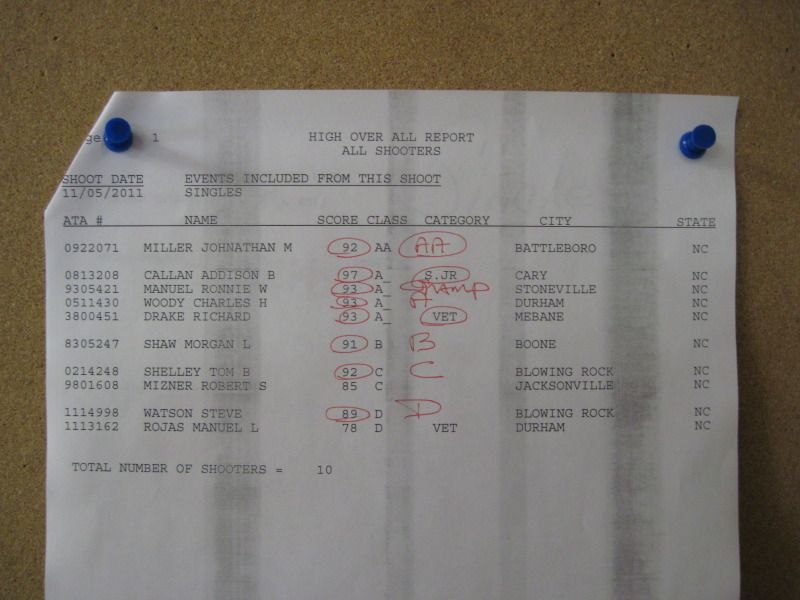 ge 1 HIGH OVER ALL REPORT
ALL SHOOTERS
SHOOT DATE EVENTS INCLUDED FROM THIS SHOOT
11/05/2011 SINGLES
ATA # NAME SCORE CLASS CATEGORY CITY STATE
0922071 MILLER JOHNATHAN M 92 AA AA BATTLEBORO NC
0813208 CALLAN ADDISON B 97 A_ S.JR CARY NC
9305421 MANUEL RONNIE W 93 A_ STONEVILLE NC
0511430 WOODY CHARLES H 93 A_ A DURHAM NC
3800451 DRAKE RICHARD 93 A_ VET MEBANE NC
8305247 SHAW MORGAN L 91 B B BOONE NC
0214248 SHELLEY TOM B 92 C C BLOWING ROCK NC
9801608 MIZNER ROBERT S 85 C JACKSONVILLE NC
1114998 WATSON STEVE 89 D D BLOWING ROCK NC
1113162 ROJAS MANUEL L 78 D VET DURHAM NC
TOTAL NUMBER OF SHOOTERS = 10